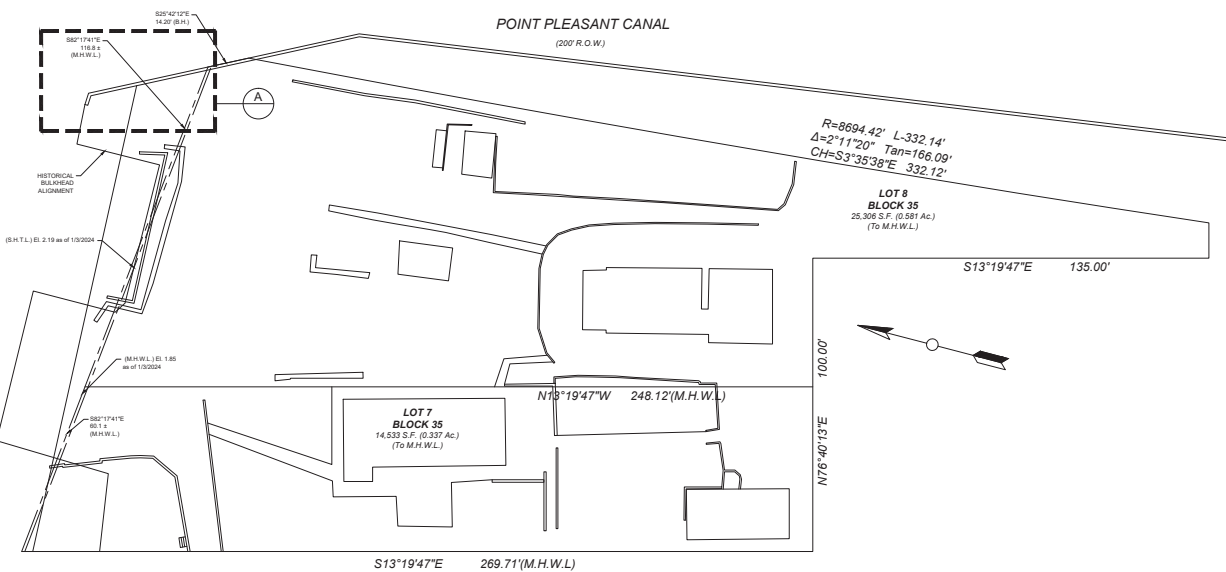 S25°42'12"E
14.20' (B.H.)
POINT PLEASANT CANAL
(200' R.O.W.)
S82°17'41"E
116.8 ±
(M.H.W.L.)
A
R=8694.42' L-332.14'
Δ=2°11"20" Tan=166.09'
CH=S3°35'38"E 332.12'
HISTORICAL
BULKHEAD
ALIGNMENT
LOT 8
BLOCK 35
25,306 S.F. (0.581 Ac.)
(To M.H.W.L.)
(S.H.T.L.) El. 2.19 as of 1/3/2024
S13°19'47"E 135.00'
(M.H.W.L.) El. 1.85
as of 1/3/2024
100.00'
N13°19'47"W 248.12'(M.H.W.L)
LOT 7
BLOCK 35
14,533 S.F. (0.337 Ac.)
(To M.H.W.L.)
S82°17'41"E
60.1 ±
(M.H.W.L.)
N76°40'13"E
S13°19'47"E 269.71'(M.H.W.L)